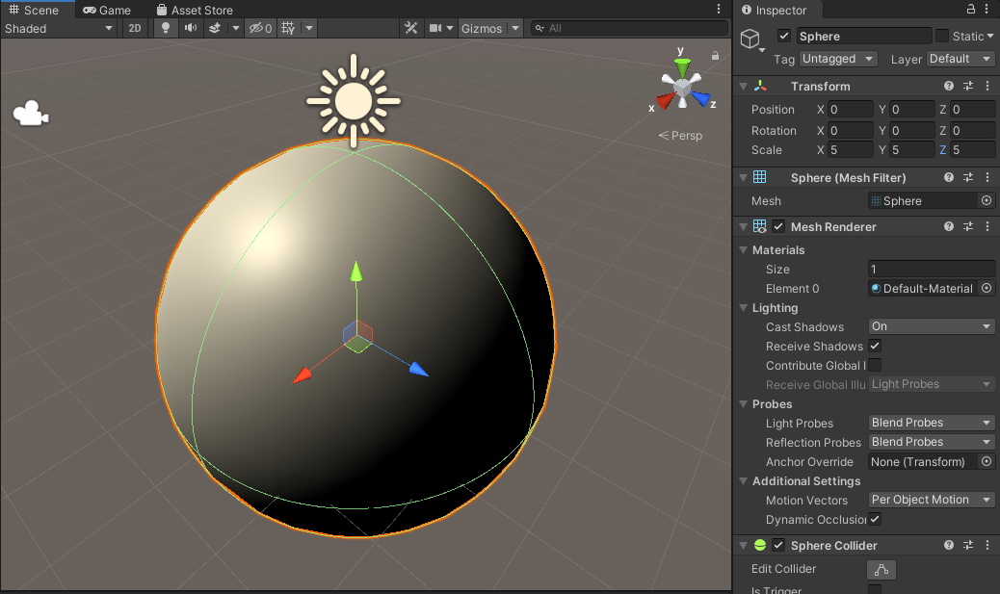 Scene Game Asset Store
Shaded 2D 0 Gizmos All
y
x z
Persp
Inspector
Sphere Static
Tag Untagged Layer Default
Transform
Position X 0 Y 0 Z 0
Rotation X 0 Y 0 Z 0
Scale X 5 Y 5 Z 5
Sphere (Mesh Filter)
Mesh Sphere
Mesh Renderer
Materials
Size 1
Element 0 Default-Material
Lighting
Cast Shadows On
Receive Shadows
Contribute Global I
Receive Global Illu Light Probes
Probes
Light Probes Blend Probes
Reflection Probes Blend Probes
Anchor Override None (Transform)
Additional Settings
Motion Vectors Per Object Motion
Dynamic Occlusion
Sphere Collider
Edit Collider
Is Trigger